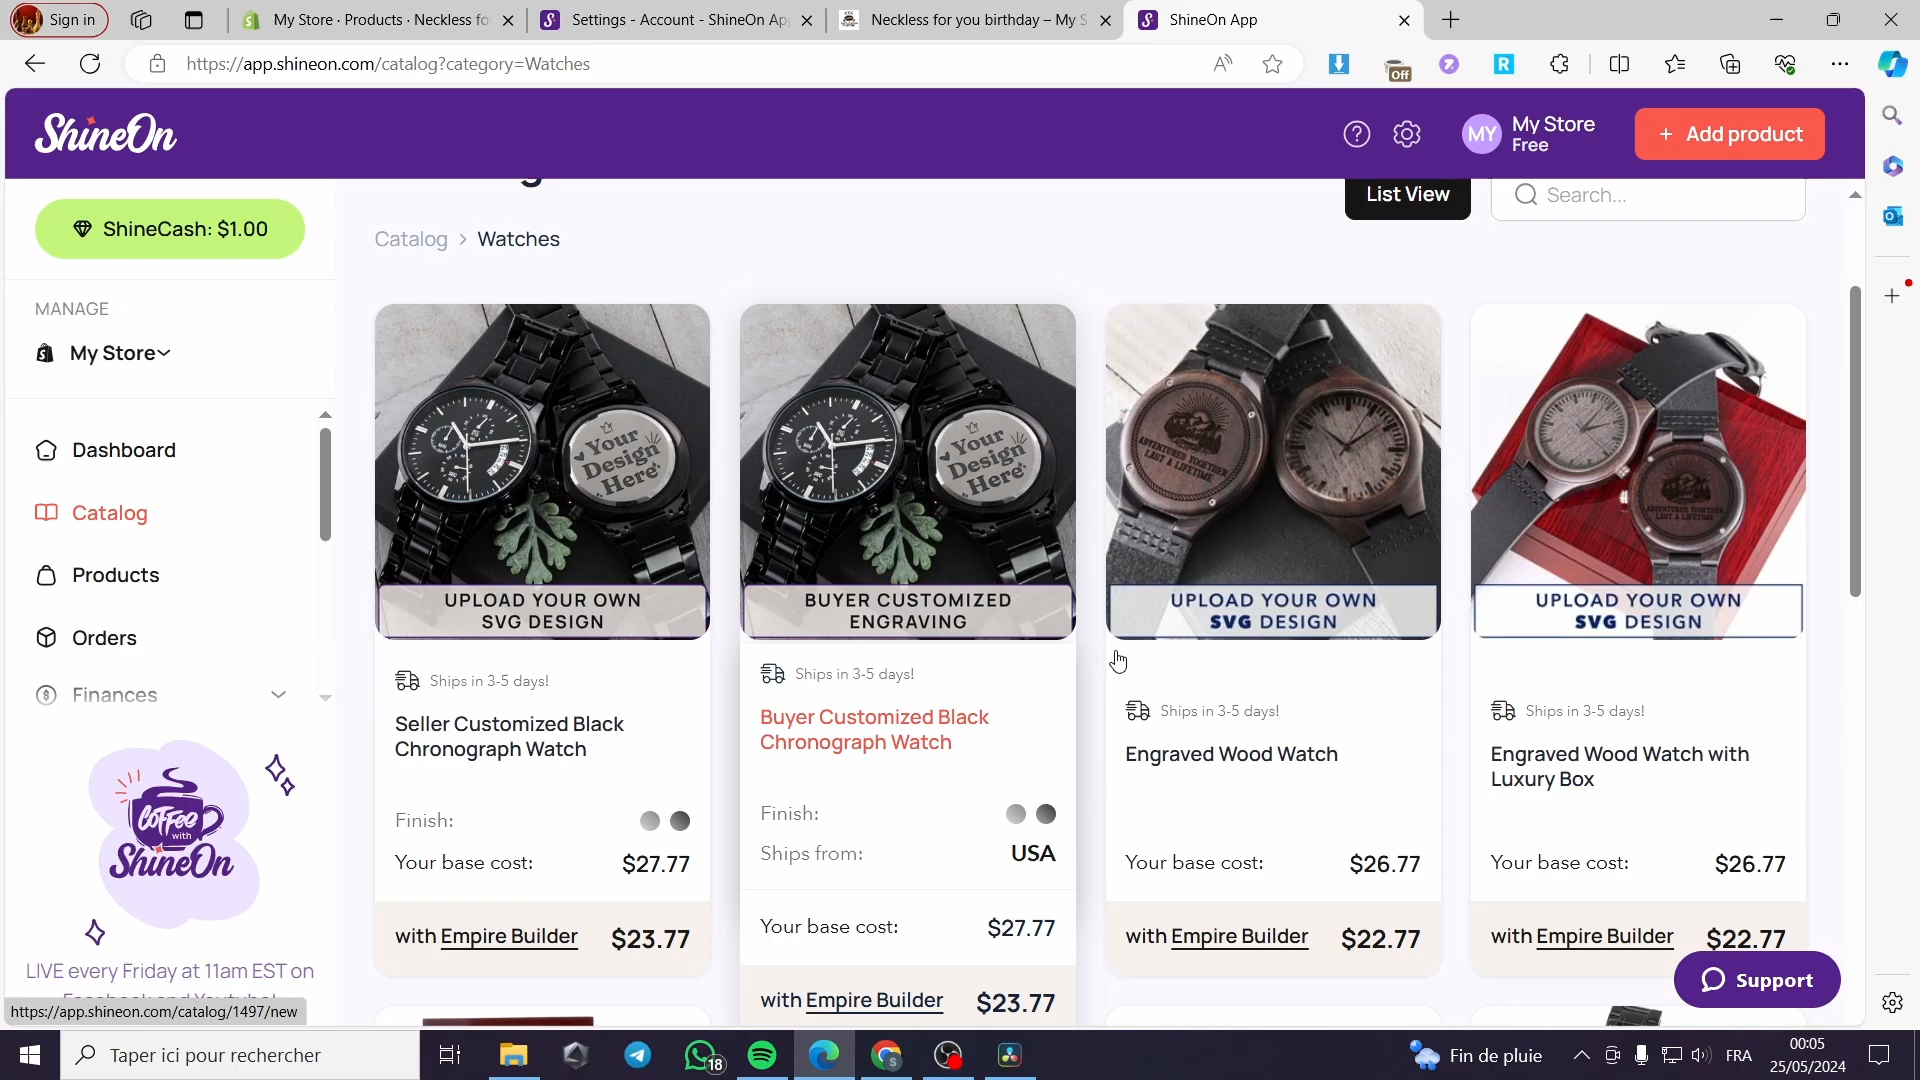 Sign in
My Store · Products · Neckless fo
Settings - Account - ShineOn Ap
Neckless for you birthday – My S
ShineOn App
https://app.shineon.com/catalog?category=Watches
Off
ShineOn
MY
My Store
Free
+ Add product
ShineCash: $1.00
List View
Search...
Catalog > Watches
MANAGE
My Store
Dashboard
Catalog
Products
Orders
Finances
Coffee
with
ShineOn
LIVE every Friday at 11am EST on
https://app.shineon.com/catalog/1497/new
Your
Design
Here
UPLOAD YOUR OWN
SVG DESIGN
Ships in 3-5 days!
Seller Customized Black
Chronograph Watch
Finish:
Your base cost: $27.77
with Empire Builder $23.77
Your
Design
Here
BUYER CUSTOMIZED
ENGRAVING
Ships in 3-5 days!
Buyer Customized Black
Chronograph Watch
Finish:
Ships from: USA
Your base cost: $27.77
with Empire Builder $23.77
ADVENTURED TOGETHER
LAST A LIFETIME
UPLOAD YOUR OWN
SVG DESIGN
Ships in 3-5 days!
Engraved Wood Watch
Your base cost: $26.77
with Empire Builder $22.77
UPLOAD YOUR OWN
SVG DESIGN
Ships in 3-5 days!
Engraved Wood Watch with
Luxury Box
Your base cost: $26.77
with Empire Builder $22.77
Support
Taper ici pour rechercher
18
Fin de pluie
FRA
00:05
25/05/2024